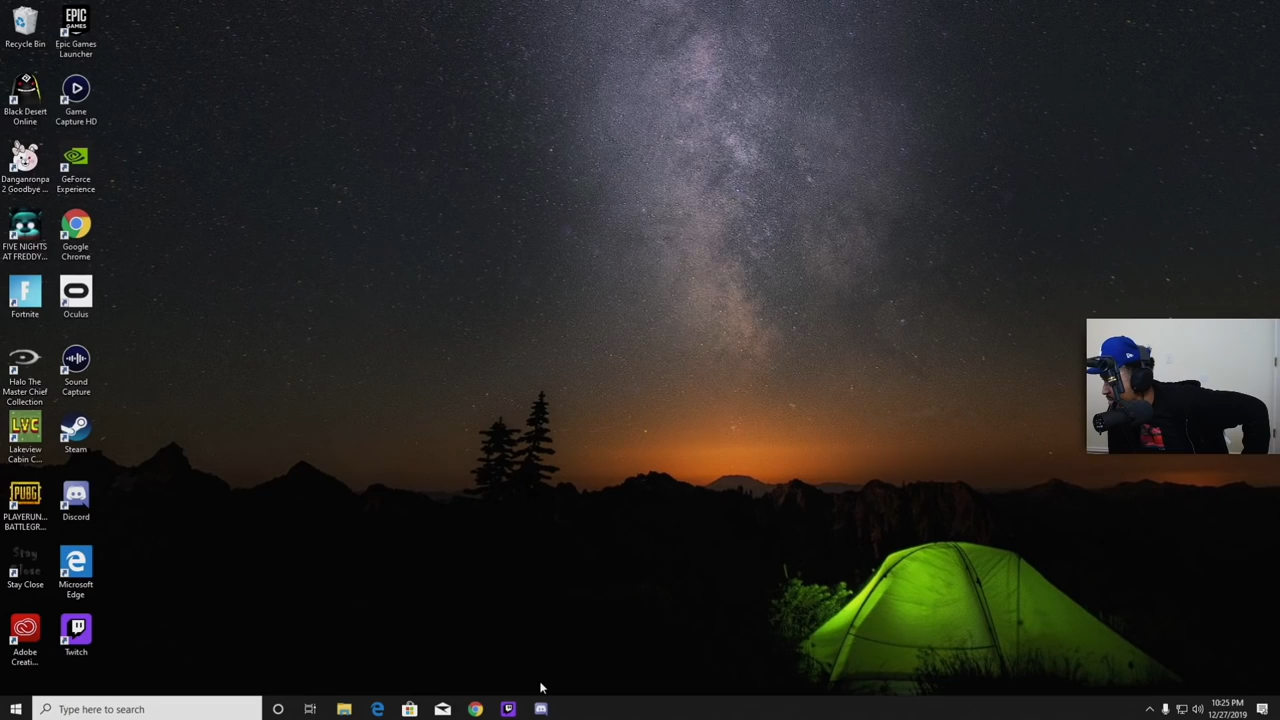 Recycle Bin
EPIC
GAMES
Epic Games
Launcher
Black Desert
Online
Game
Capture HD
Danganronpa
2 Goodbye ...
GeForce
Experience
FIVE NIGHTS
AT FREDDY...
Google
Chrome
F
Fortnite
Oculus
Halo The
Master Chief
Collection
Sound
Capture
LVC
Lakeview
Cabin C...
Steam
PUBG
PLAYERUN...
BATTLEGR...
Discord
Stay
Close
Stay Close
Microsoft
Edge
Adobe
Creati...
Twitch
Type here to search
10:25 PM
12/27/2019